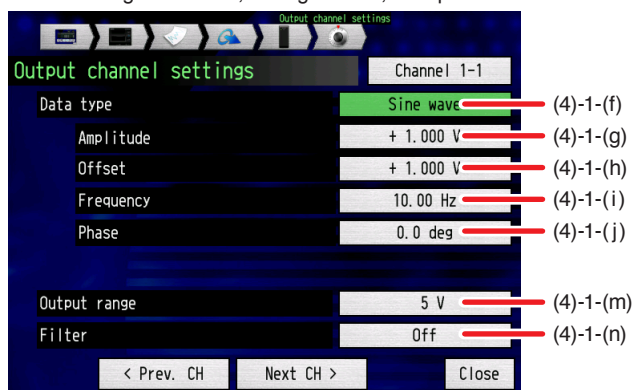 Output channel settings
Output channel settings Channel 1-1
Data type Sine wave (4)-1-(f)
Amplitude + 1.000 V (4)-1-(g)
Offset + 1.000 V (4)-1-(h)
Frequency 10.00 Hz (4)-1-(i)
Phase 0.0 deg (4)-1-(j)
Output range 5 V (4)-1-(m)
Filter Off (4)-1-(n)
< Prev. CH Next CH > Close